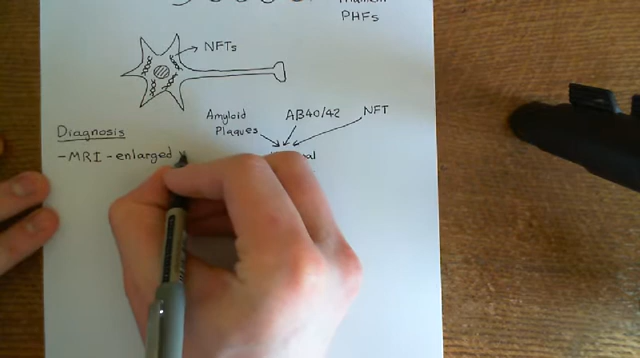 PHFs
NFTs
Amyloid
Plaques
AB40/42
NFT
Diagnosis
-MRI - enlarged